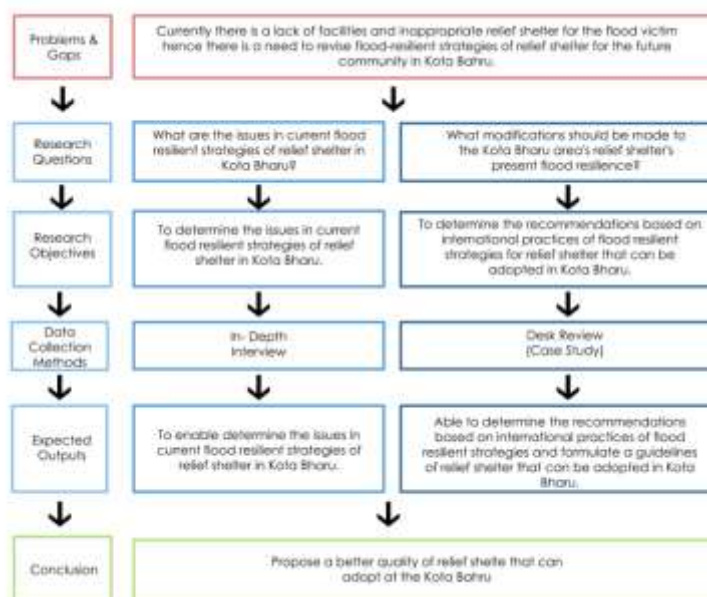 Problems &
Gaps
Currently there is a lack of facilities and inappropriate relief shelter for the flood victim
hence there is a need to revise flood-resilient strategies of relief shelter for the future
community in Kota Bahru.
Research
Questions
What are the issues in current flood
resilient strategies of relief shelter in
Kota Bharu?
What modifications should be made to
the Kota Bharu area's relief shelter's
present flood resilience?
Research
Objectives
To determine the issues in current
flood resilient strategies of relief
shelter in Kota Bharu.
To determine the recommendations based on
international practices of flood resilient
strategies for relief shelter that can be
adopted in Kota Bharu.
Data
Collection
Methods
In- Depth
Interview
Desk Review
(Case Study)
Expected
Outputs
To enable determine the issues in
current flood resilient strategies of
relief shelter in Kota Bharu.
Able to determine the recommendations
based on international practices of flood
resilient strategies and formulate a guidelines
of relief shelter that can be adopted in Kota
Bharu.
Conclusion
Propose a better quality of relief shelte that can
adopt at the Kota Bahru